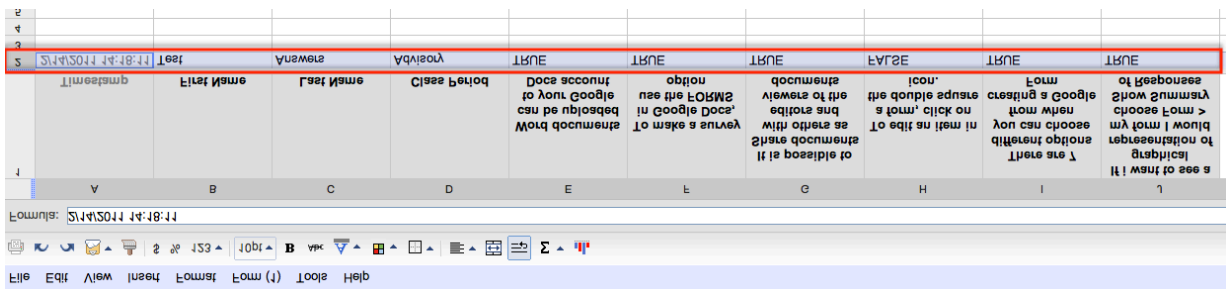 File Edit View Insert Format Form (1) Tools Help
$ % 123 10pt B Abc A Σ
Formula: 2/14/2011 14:18:11
A B C D E F G H I J
1
Timestamp
First Name
Last Name
Class Period
Word documents
can be uploaded
to your Google
Docs account
To make a survey
in Google Docs,
use the FORMS
option
It is possible to
Share documents
with others as
editors and
viewers of the
documents
To edit an item in
a form, click on
the double square
icon.
There are 7
different options
you can choose
from when
creating a Google
Form
If i want to see a
graphical
representation of
my form I would
choose Form >
Show Summary
of Responses
2 2/14/2011 14:18:11 Test Answers Advisory TRUE TRUE TRUE FALSE TRUE TRUE
3
4
5